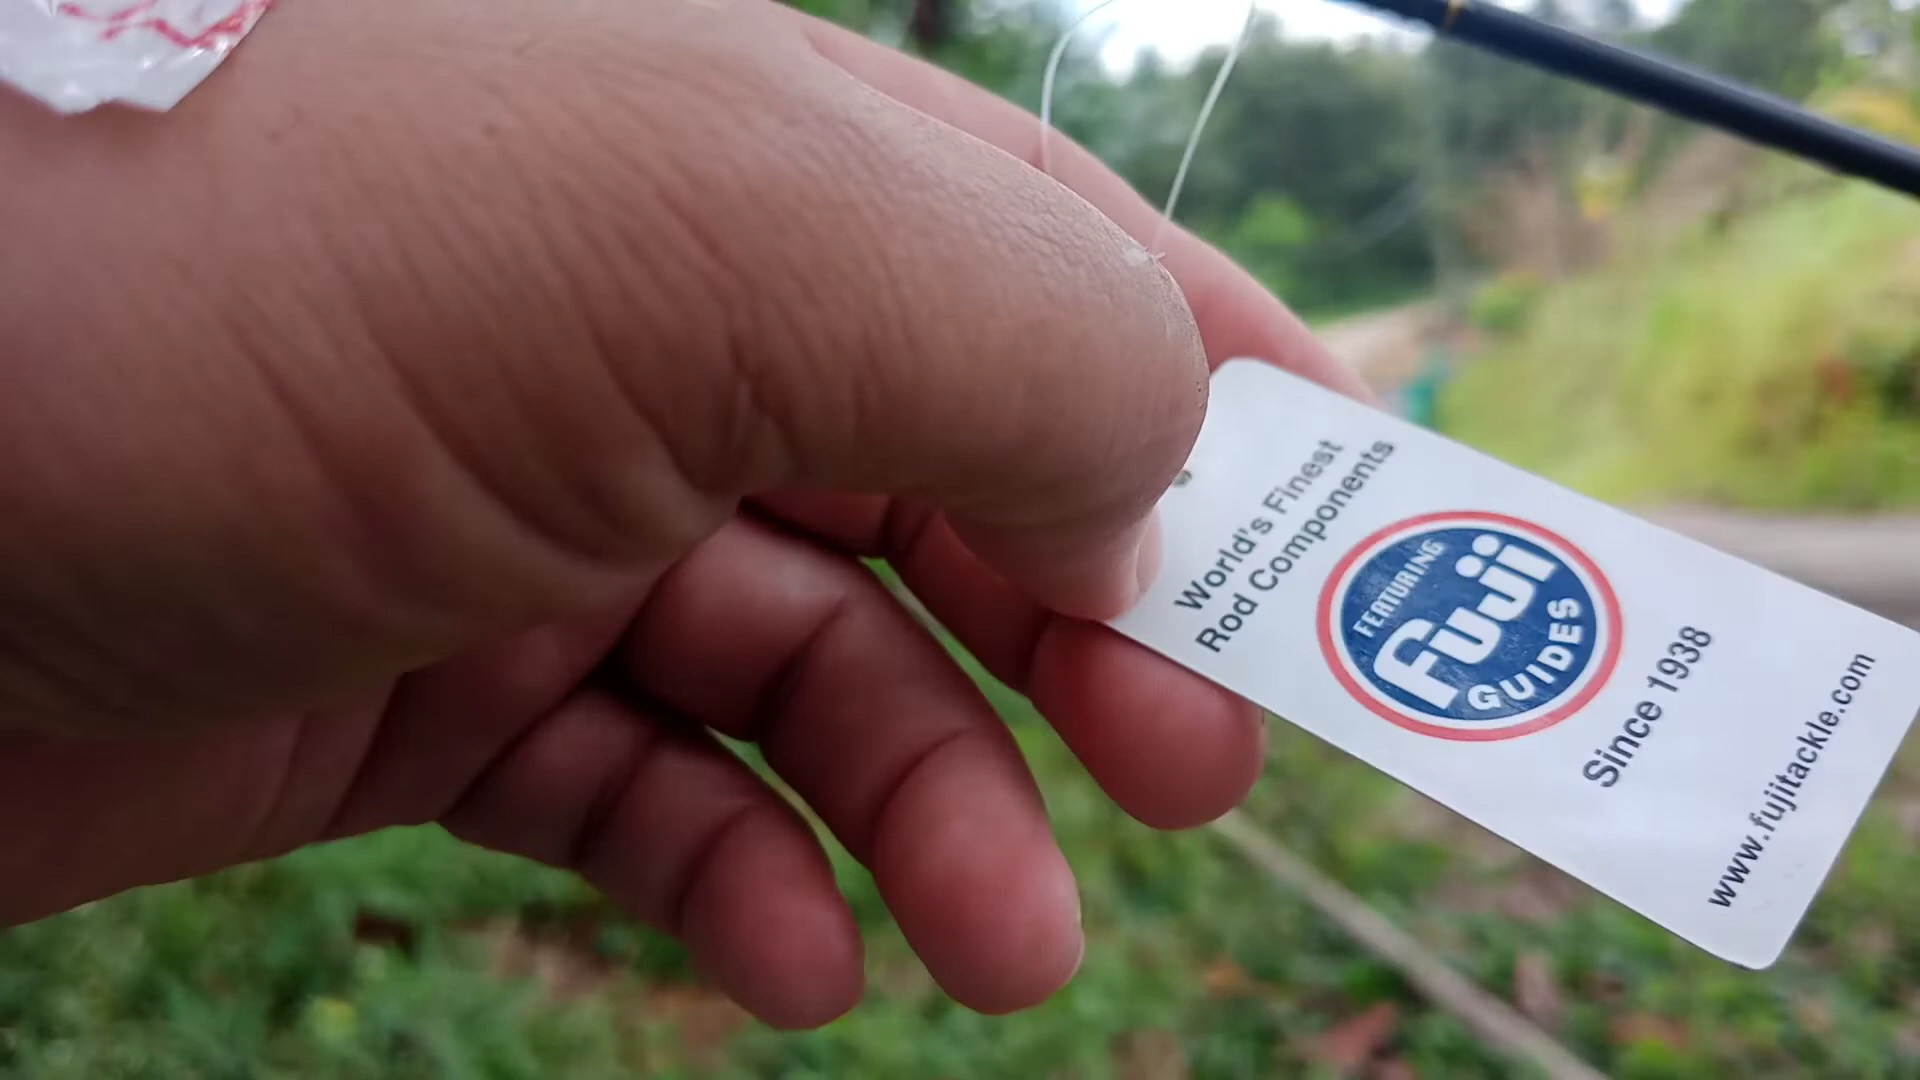 World's Finest
Rod Components
FEATURING
Fuji
GUIDES
Since 1938
www.fujitackle.com